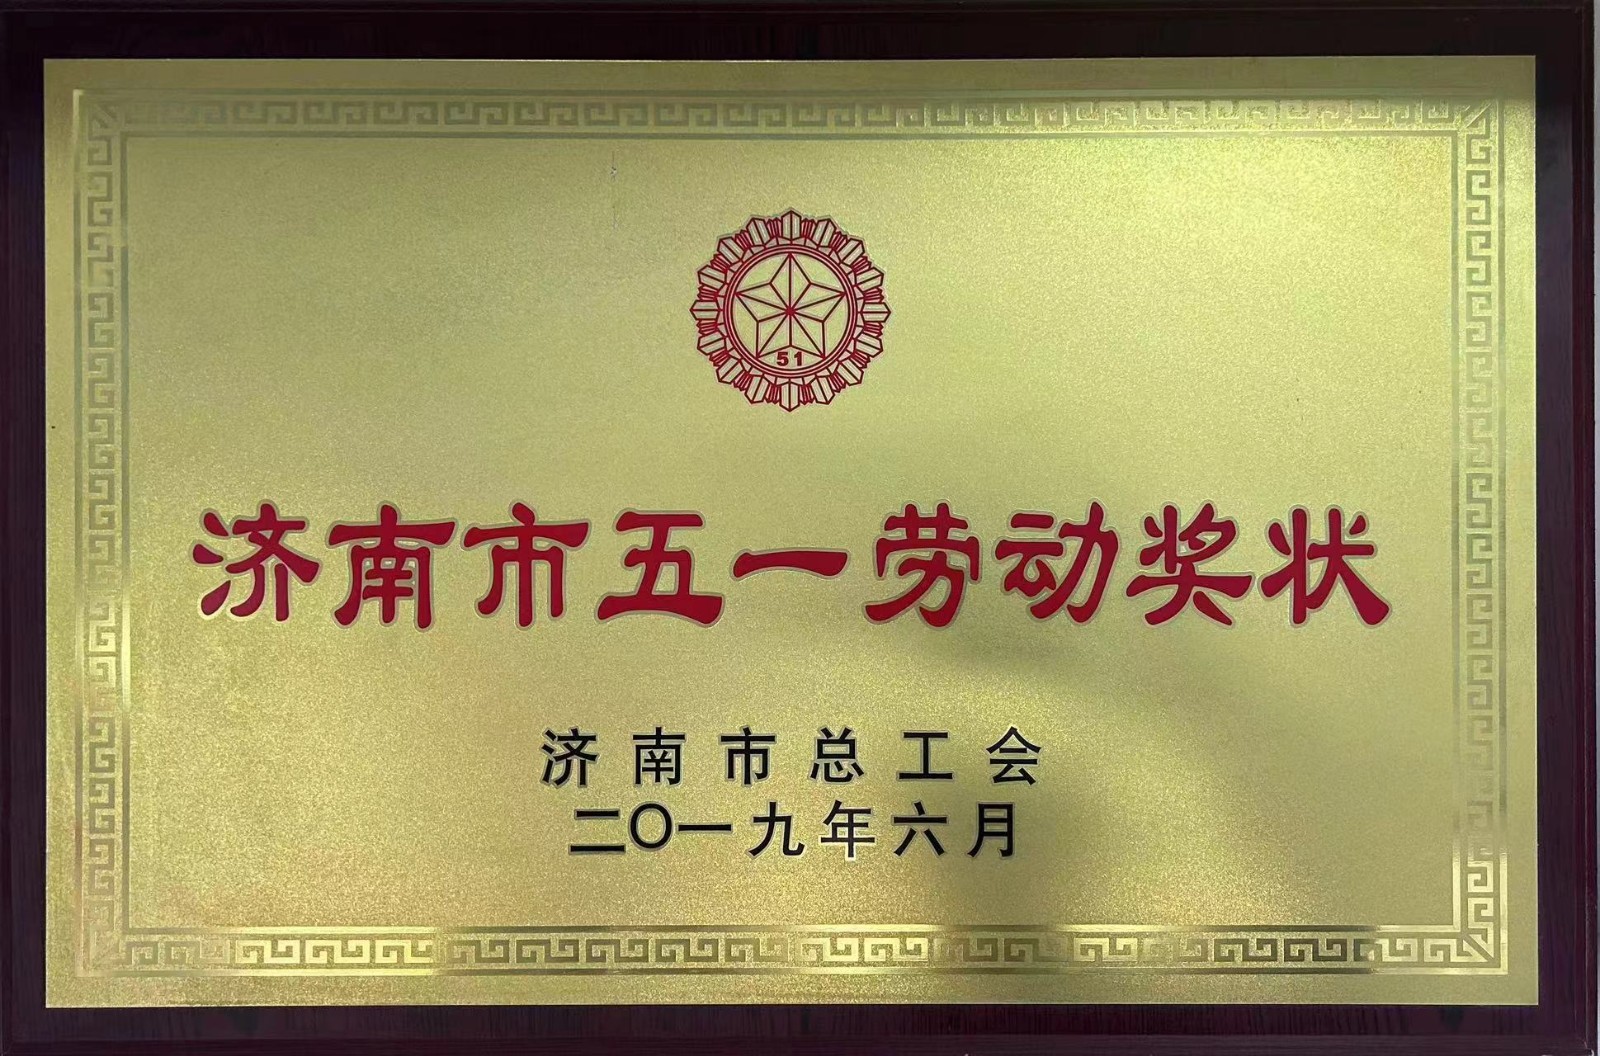 51
济南市五一劳动奖状
济南市总工会
二〇一九年六月